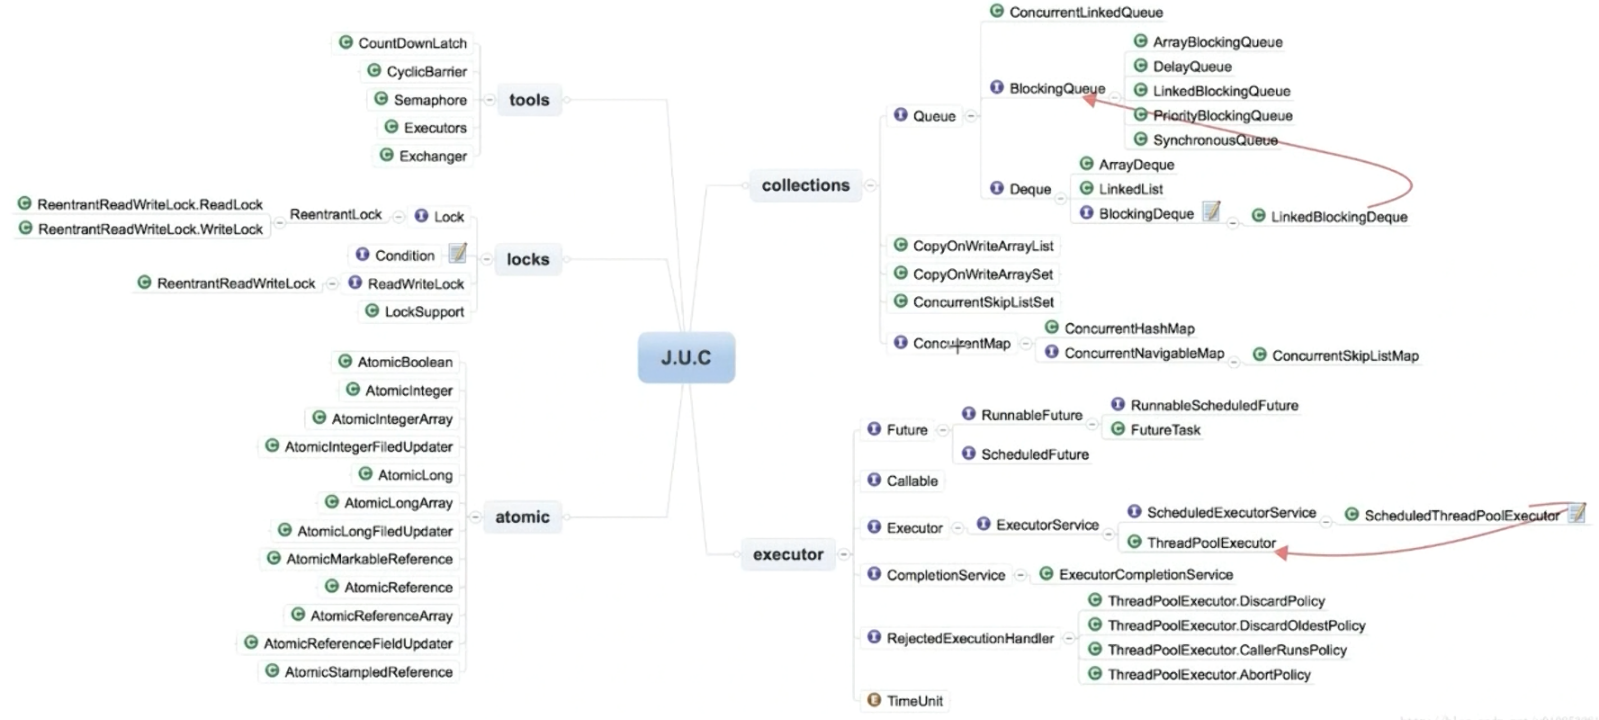 CountDownLatch
CyclicBarrier
Semaphore
Executors
Exchanger
tools
ReentrantReadWriteLock.ReadLock
ReentrantReadWriteLock.WriteLock
ReentrantLock
Lock
Condition
ReentrantReadWriteLock
ReadWriteLock
LockSupport
locks
AtomicBoolean
AtomicInteger
AtomicIntegerArray
AtomicIntegerFiledUpdater
AtomicLong
AtomicLongArray
AtomicLongFiledUpdater
AtomicMarkableReference
AtomicReference
AtomicReferenceArray
AtomicReferenceFieldUpdater
AtomicStampledReference
atomic
J.U.C
collections
Queue
ConcurrentLinkedQueue
BlockingQueue
ArrayBlockingQueue
DelayQueue
LinkedBlockingQueue
PriorityBlockingQueue
SynchronousQueue
Deque
ArrayDeque
LinkedList
BlockingDeque
LinkedBlockingDeque
CopyOnWriteArrayList
CopyOnWriteArraySet
ConcurrentSkipListSet
ConcurrentMap
ConcurrentHashMap
ConcurrentNavigableMap
ConcurrentSkipListMap
executor
Future
RunnableFuture
RunnableScheduledFuture
FutureTask
ScheduledFuture
Callable
Executor
ExecutorService
ScheduledExecutorService
ScheduledThreadPoolExecutor
ThreadPoolExecutor
CompletionService
ExecutorCompletionService
RejectedExecutionHandler
ThreadPoolExecutor.DiscardPolicy
ThreadPoolExecutor.DiscardOldestPolicy
ThreadPoolExecutor.CallerRunsPolicy
ThreadPoolExecutor.AbortPolicy
TimeUnit